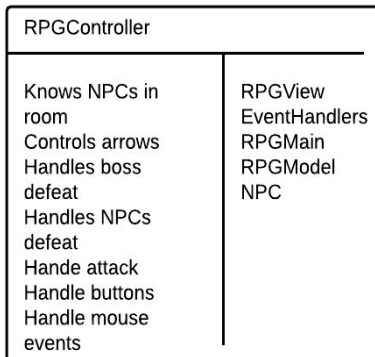 RPGController
Knows NPCs in
room
Controls arrows
Handles boss
defeat
Handles NPCs
defeat
Hande attack
Handle buttons
Handle mouse
events
RPGView
EventHandlers
RPGMain
RPGModel
NPC